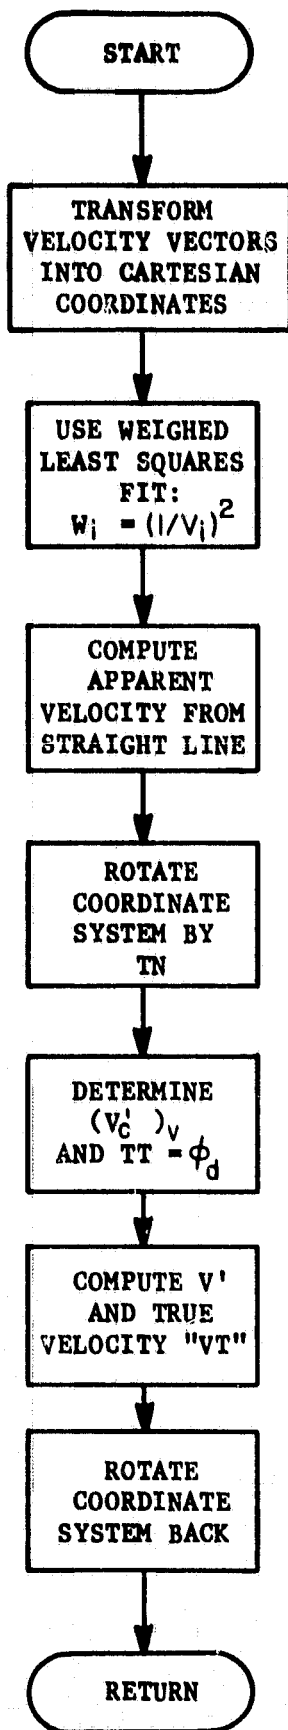 START
TRANSFORM
VELOCITY VECTORS
INTO CARTESIAN
COORDINATES
USE WEIGHED
LEAST SQUARES
FIT:
Wi = (1/Vi)²
COMPUTE
APPARENT
VELOCITY FROM
STRAIGHT LINE
ROTATE
COORDINATE
SYSTEM BY
TN
DETERMINE
(Vc' )v
AND TT = ϕd
COMPUTE V'
AND TRUE
VELOCITY "VT"
ROTATE
COORDINATE
SYSTEM BACK
RETURN